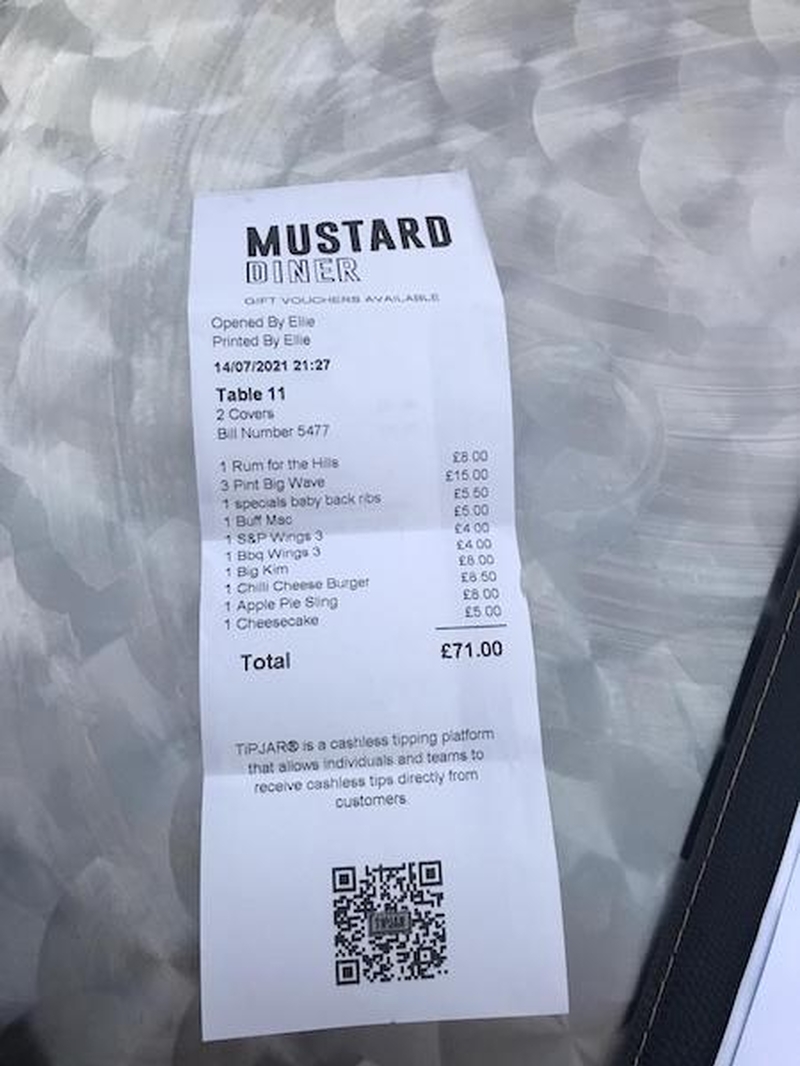 MUSTARD
DINER
GIFT VOUCHERS AVAILABLE
Opened By Ellie
Printed By Ellie
14/07/2021 21:27
Table 11
2 Covers
Bill Number 5477
1 Rum for the Hills £8.00
3 Pint Big Wave £15.00
1 specials baby back ribs £5.50
1 Buff Mac £5.00
1 S&P Wings 3 £4.00
1 Bbq Wings 3 £4.00
1 Big Kim £8.00
1 Chilli Cheese Burger £8.50
1 Apple Pie Sling £8.00
1 Cheesecake £5.00
Total £71.00
TiPJAR® is a cashless tipping platform
that allows individuals and teams to
receive cashless tips directly from
customers.
TiPJAR